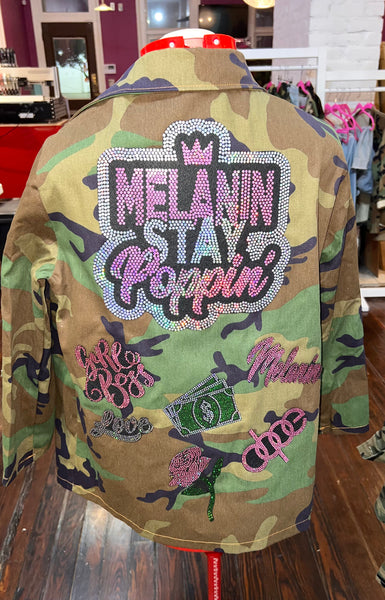 MELANIN
STAY
Poppin'
Girl
Boss
Melanin
Love
$
dope